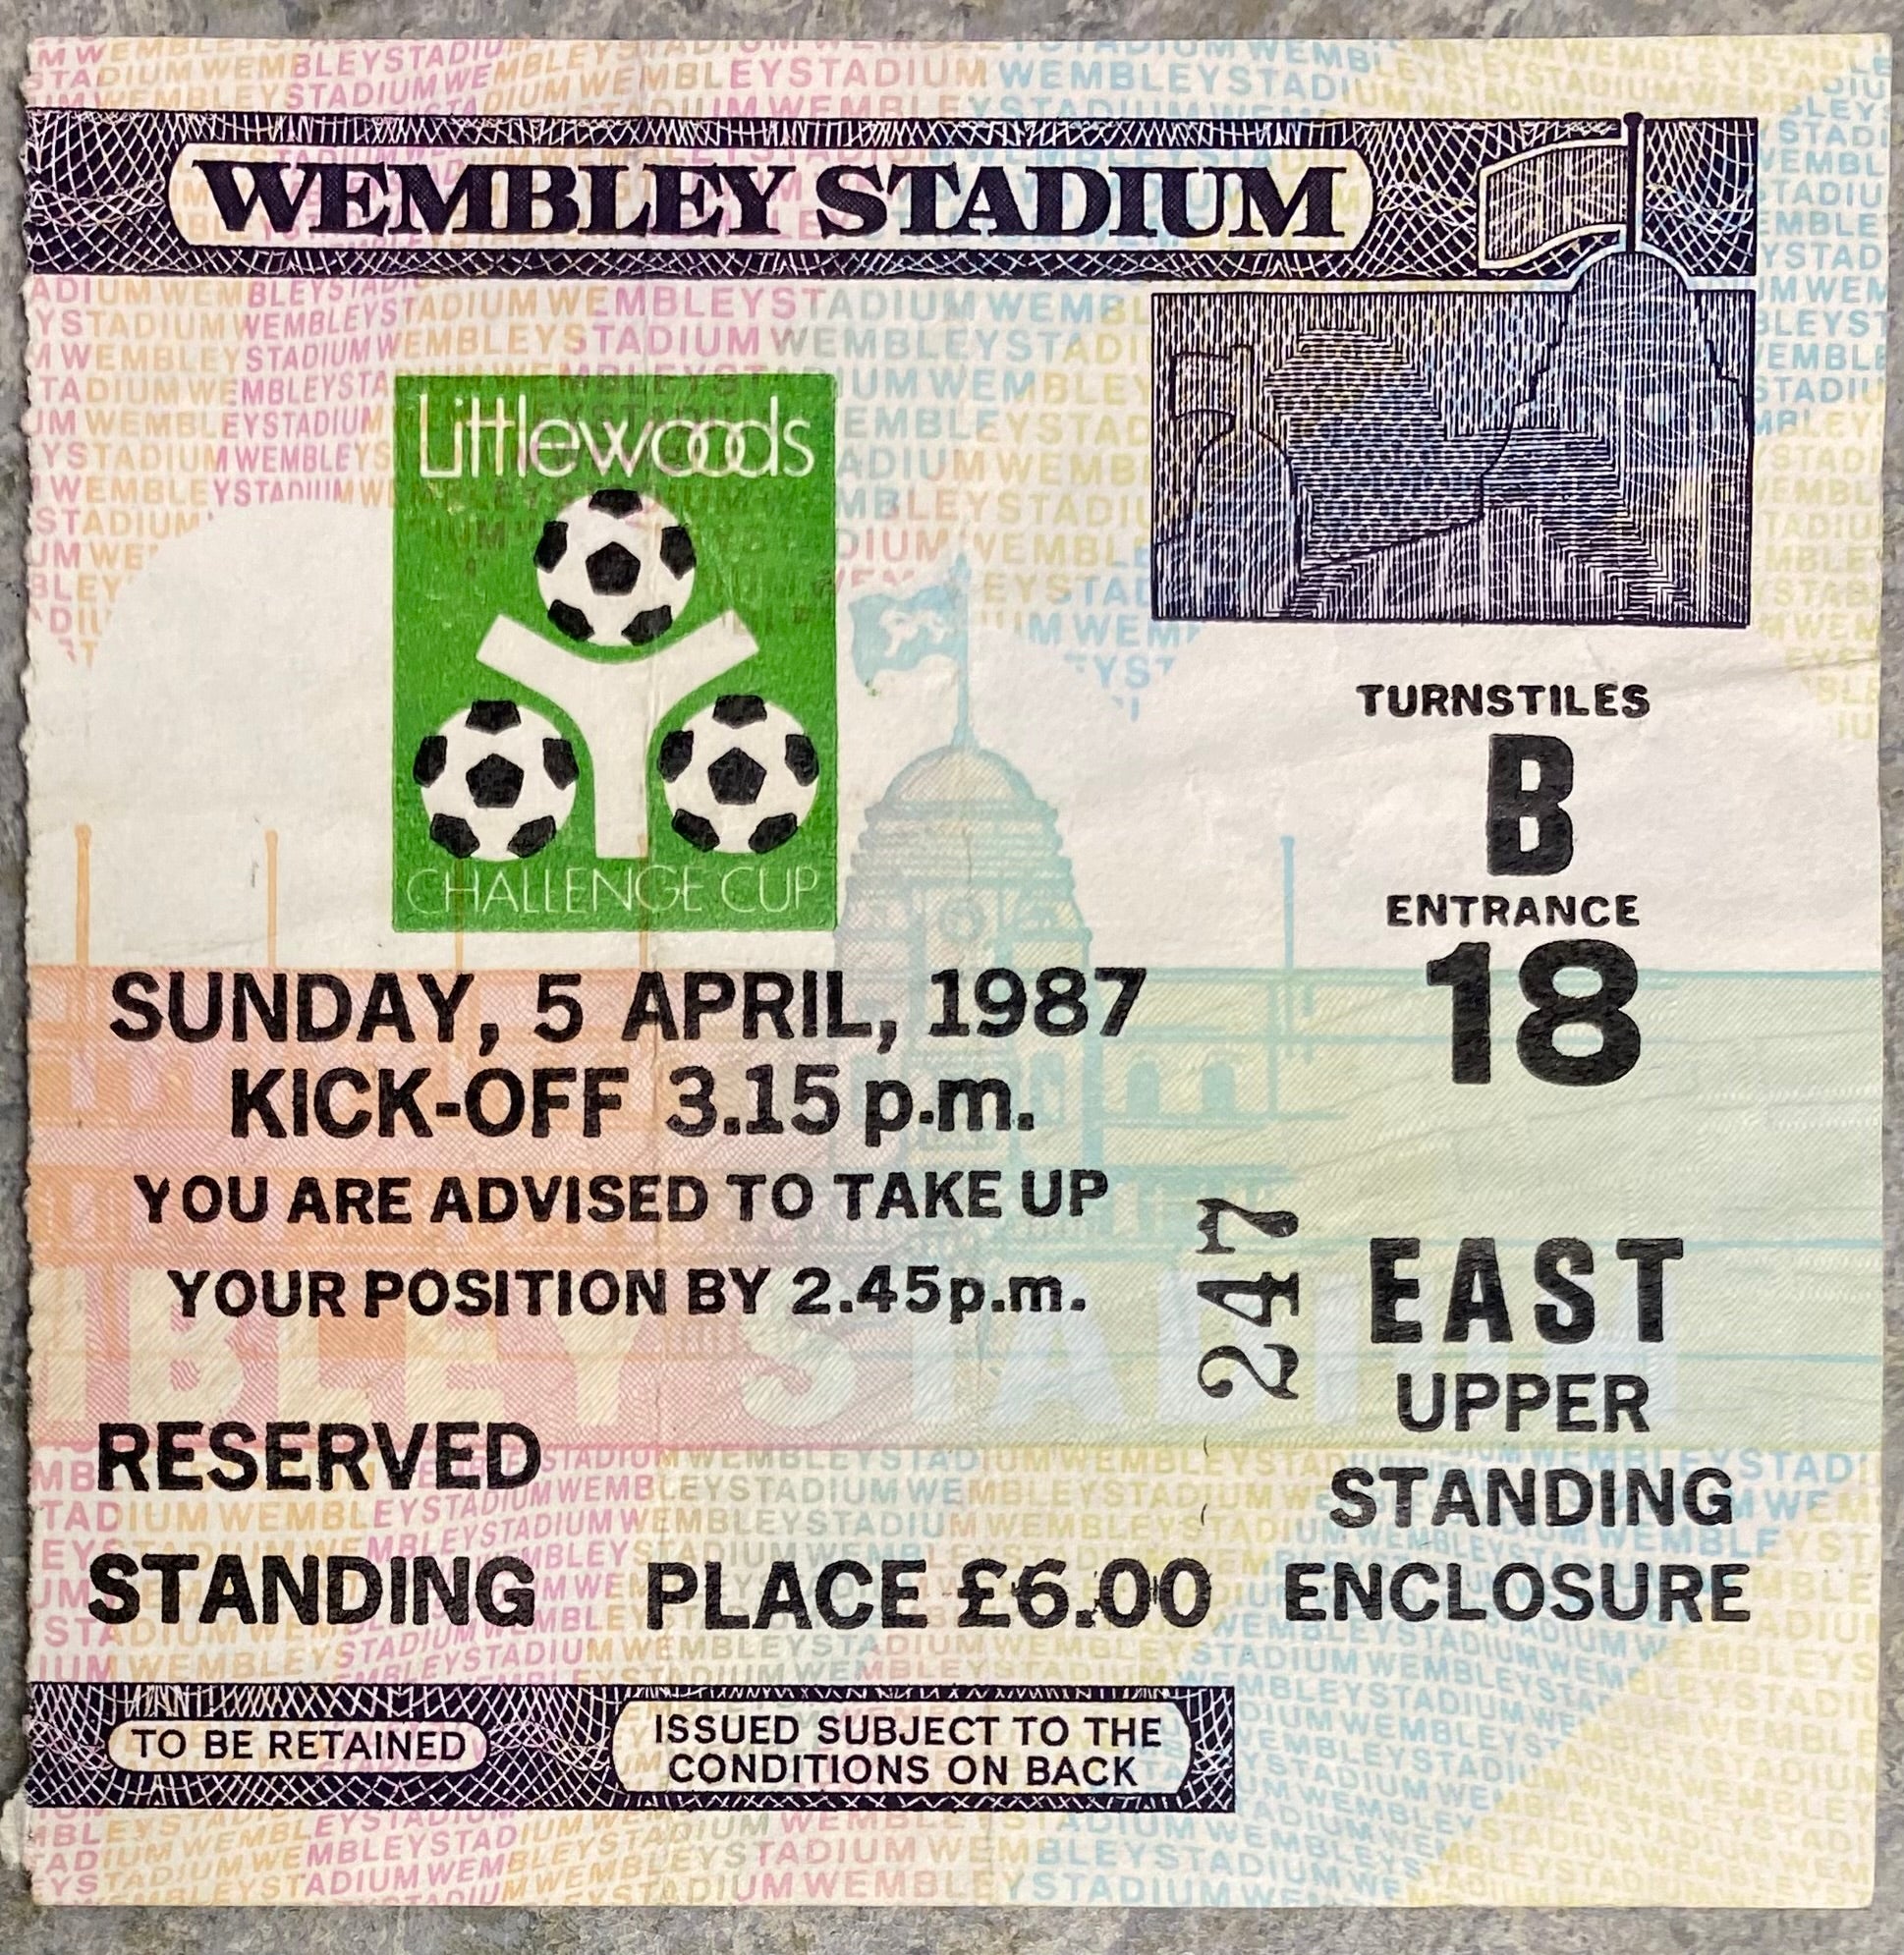 WEMBLEY STADIUM
Littlewoods
CHALLENGE CUP
SUNDAY, 5 APRIL, 1987
KICK-OFF 3.15 p.m.
YOU ARE ADVISED TO TAKE UP
YOUR POSITION BY 2.45p.m.
RESERVED
STANDING PLACE £6.00
TO BE RETAINED
ISSUED SUBJECT TO THE
CONDITIONS ON BACK
TURNSTILES
B
ENTRANCE
18
247
EAST
UPPER
STANDING
ENCLOSURE